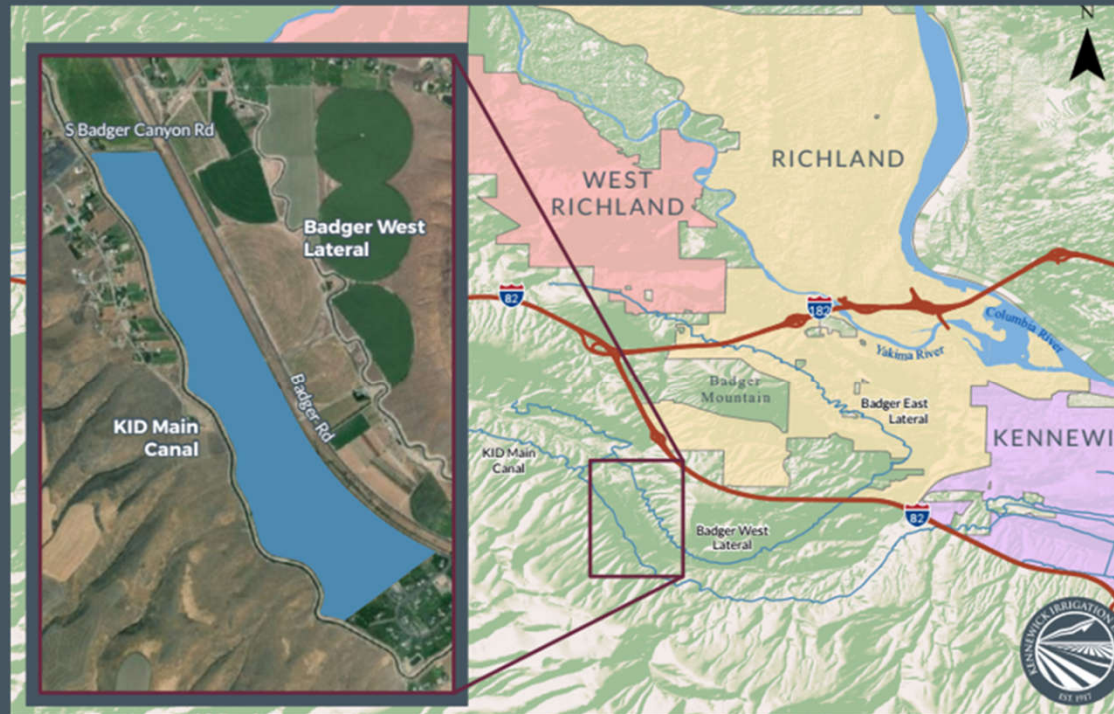 S Badger Canyon Rd
Badger West
Lateral
Badger Rd
KID Main
Canal
N
RICHLAND
WEST
RICHLAND
82
182
Columbia River
Yakima River
Badger
Mountain
Badger East
Lateral
KENNEWI
KID Main
Canal
Badger West
Lateral
82
KENNEWICK IRRIGATION
EST. 1917